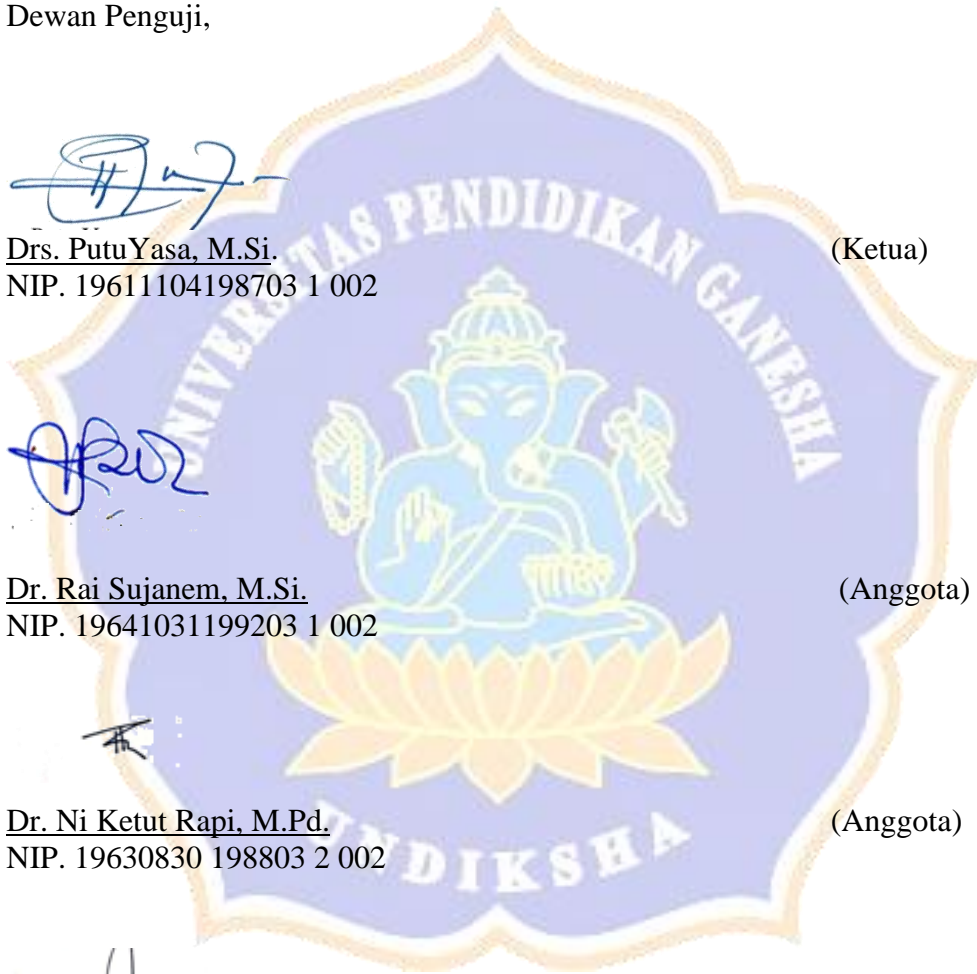 Dewan Penguji,
UNIVERSITAS PENDIDIKAN GANESHA
Drs. PutuYasa, M.Si. (Ketua)
NIP. 19611104198703 1 002
Dr. Rai Sujanem, M.Si. (Anggota)
NIP. 19641031199203 1 002
Dr. Ni Ketut Rapi, M.Pd. (Anggota)
NIP. 19630830 198803 2 002
UNDIKSHA